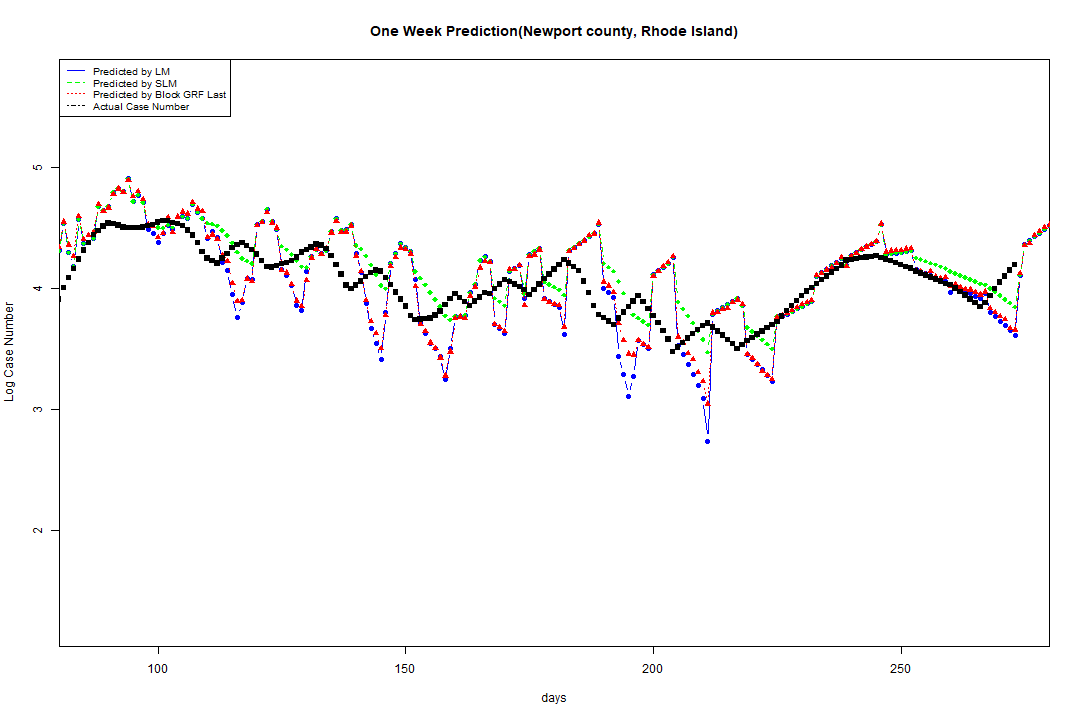 One Week Prediction(Newport county, Rhode Island)
Predicted by LM
Predicted by SLM
Predicted by Block GRF Last
Actual Case Number
Log Case Number
5
4
3
2
100 150 200 250
days